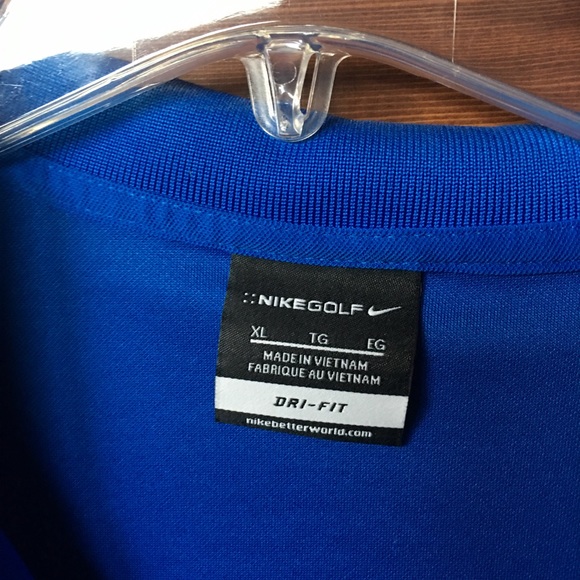 NIKEGOLF
XL TG EG
MADE IN VIETNAM
FABRIQUE AU VIETNAM
DRI-FIT
nikebetterworld.com